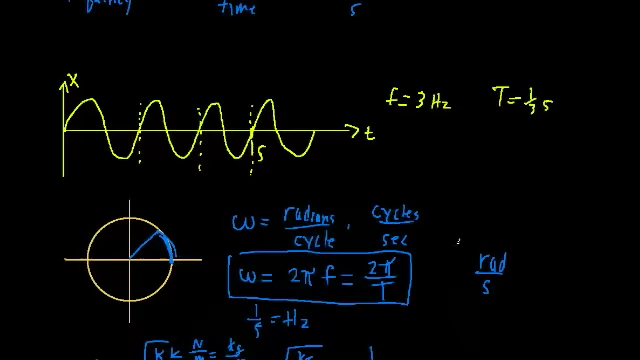 time s
x
f = 3 Hz T = 1/3 s
t
s
ω = radians/cycle · cycles/sec
ω = 2π f = 2π/T
rad/s
1/s = Hz